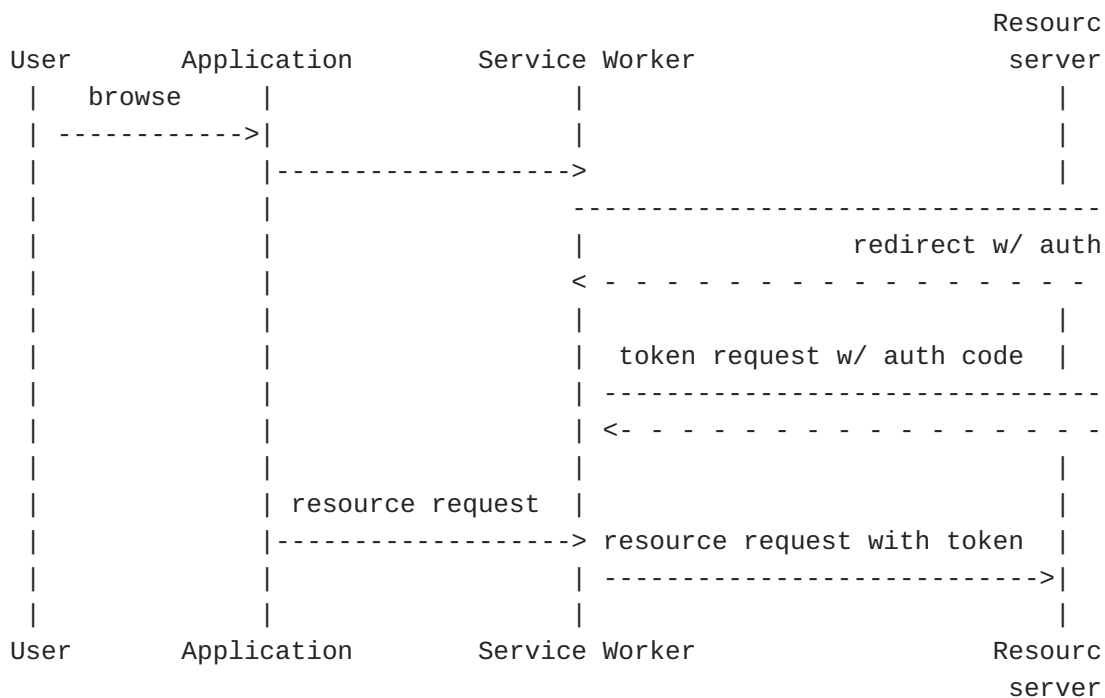 Resourc
User Application Service Worker server
browse
redirect w/ auth
token request w/ auth code
resource request
resource request with token
User Application Service Worker Resourc
server